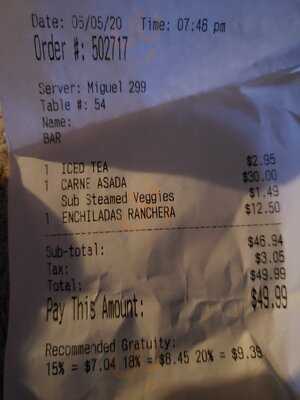 Date: 05/05/20 Time: 07:46 pm
Order #: 502717
Server: Miguel 299
Table #: 54
Name:
BAR
1 ICED TEA $2.95
1 CARNE ASADA $30.00
Sub Steamed Veggies $1.49
1 ENCHILADAS RANCHERA $12.50
Sub-total: $46.94
Tax: $3.05
Total: $49.99
Pay This Amount: $49.99
Recommended Gratuity:
15% = $7.04 18% = $8.45 20% = $9.39